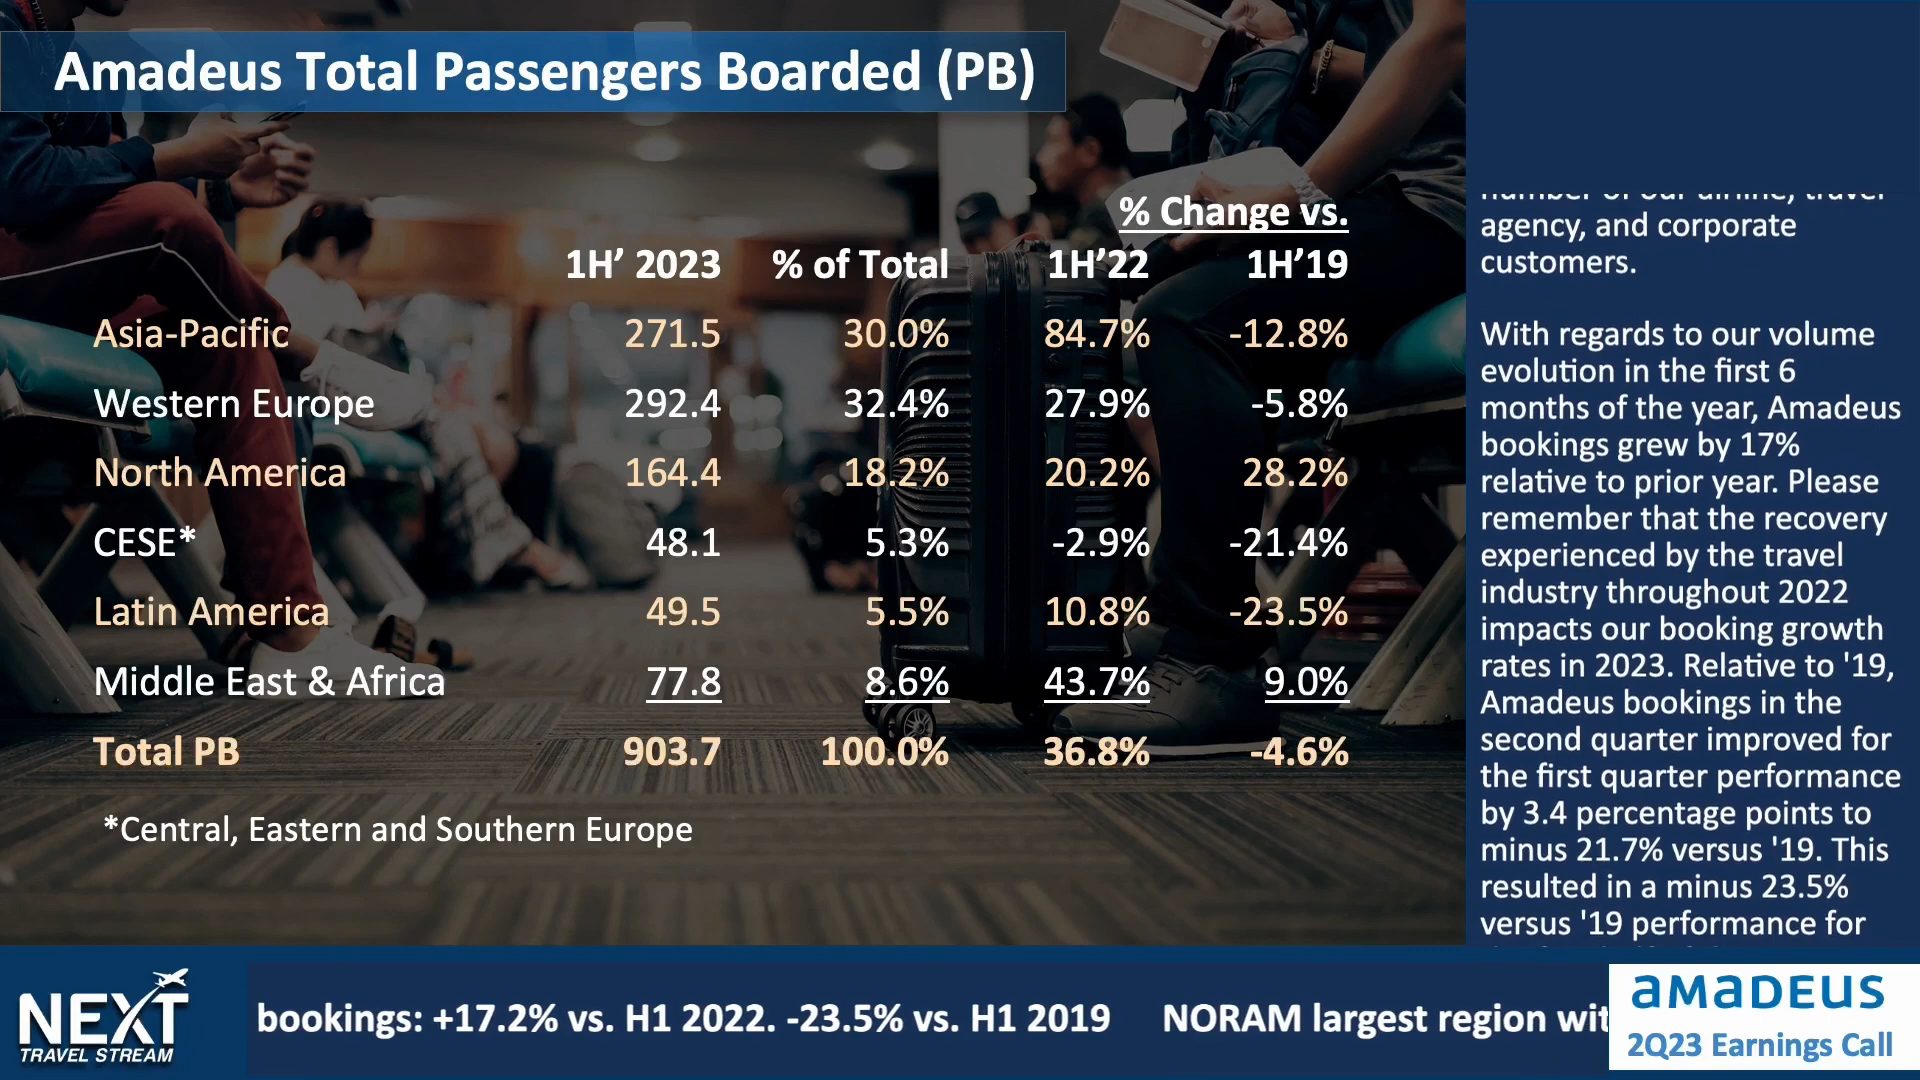 Amadeus Total Passengers Boarded (PB)
% Change vs.
1H’ 2023 % of Total 1H’22 1H’19
Asia-Pacific 271.5 30.0% 84.7% -12.8%
Western Europe 292.4 32.4% 27.9% -5.8%
North America 164.4 18.2% 20.2% 28.2%
CESE* 48.1 5.3% -2.9% -21.4%
Latin America 49.5 5.5% 10.8% -23.5%
Middle East & Africa 77.8 8.6% 43.7% 9.0%
Total PB 903.7 100.0% 36.8% -4.6%
*Central, Eastern and Southern Europe
number of our airline, travel
agency, and corporate
customers.
With regards to our volume
evolution in the first 6
months of the year, Amadeus
bookings grew by 17%
relative to prior year. Please
remember that the recovery
experienced by the travel
industry throughout 2022
impacts our booking growth
rates in 2023. Relative to '19,
Amadeus bookings in the
second quarter improved for
the first quarter performance
by 3.4 percentage points to
minus 21.7% versus '19. This
resulted in a minus 23.5%
versus '19 performance for
NEXT
TRAVEL STREAM
bookings: +17.2% vs. H1 2022. -23.5% vs. H1 2019 NORAM largest region wit
amadeus
2Q23 Earnings Call